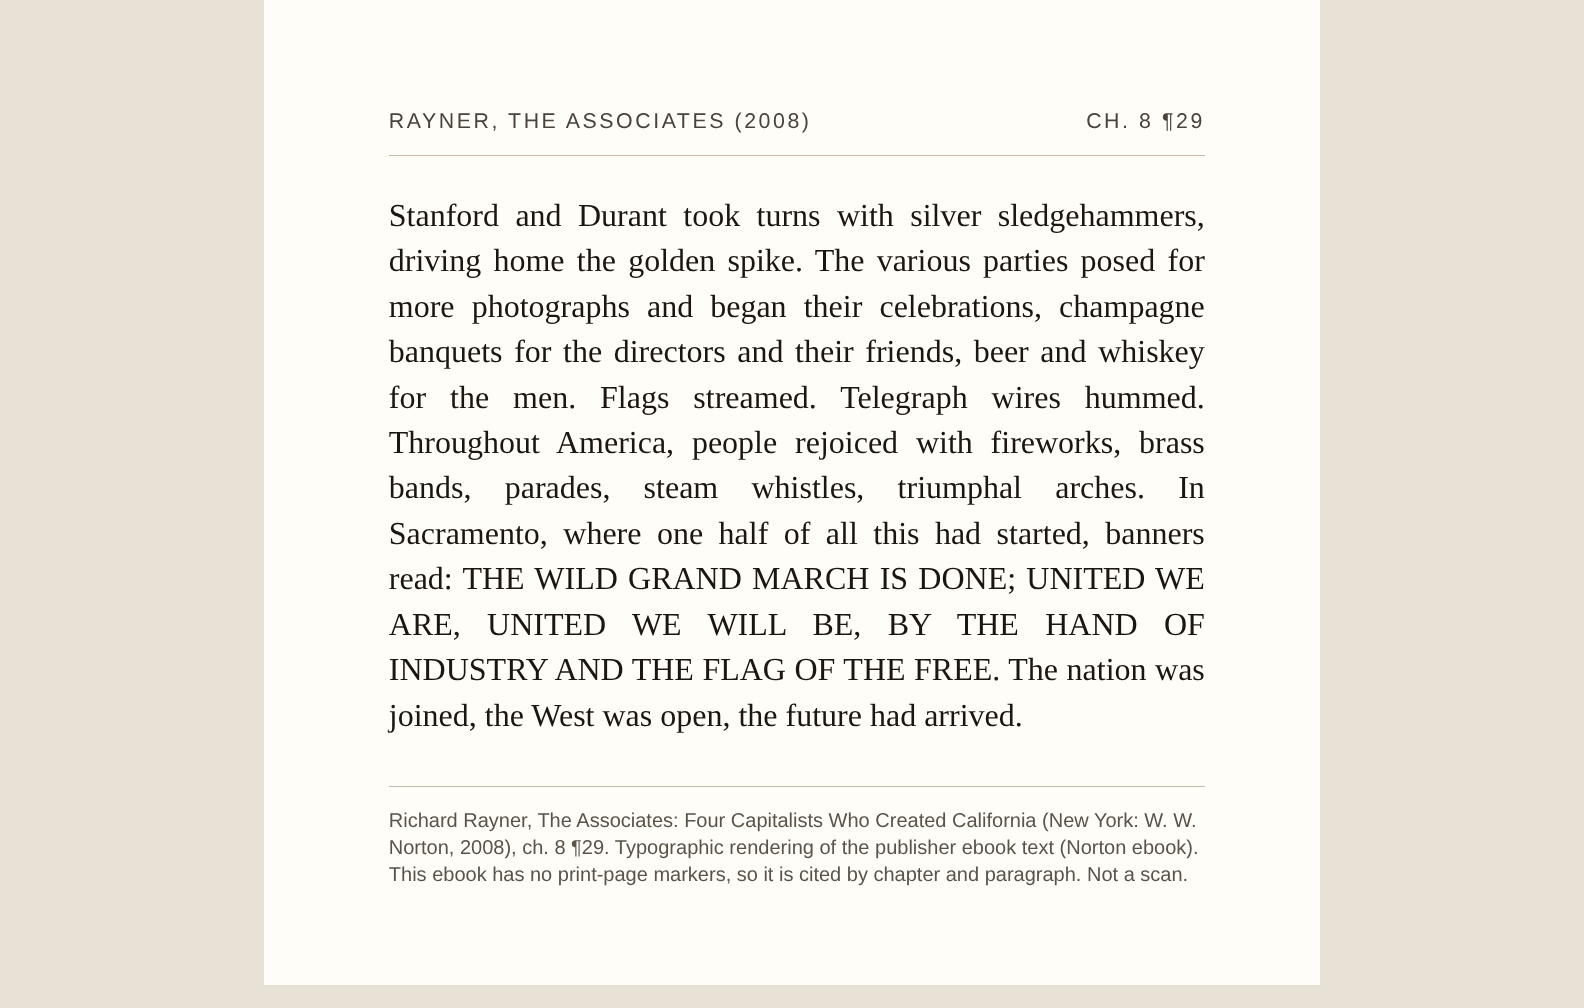 RAYNER, THE ASSOCIATES (2008)
CH. 8 ¶29
Stanford and Durant took turns with silver sledgehammers,
driving home the golden spike. The various parties posed for
more photographs and began their celebrations, champagne
banquets for the directors and their friends, beer and whiskey
for the men. Flags streamed. Telegraph wires hummed.
Throughout America, people rejoiced with fireworks, brass
bands, parades, steam whistles, triumphal arches. In
Sacramento, where one half of all this had started, banners
read: THE WILD GRAND MARCH IS DONE; UNITED WE
ARE, UNITED WE WILL BE, BY THE HAND OF
INDUSTRY AND THE FLAG OF THE FREE. The nation was
joined, the West was open, the future had arrived.
Richard Rayner, The Associates: Four Capitalists Who Created California (New York: W. W.
Norton, 2008), ch. 8 ¶29. Typographic rendering of the publisher ebook text (Norton ebook).
This ebook has no print-page markers, so it is cited by chapter and paragraph. Not a scan.